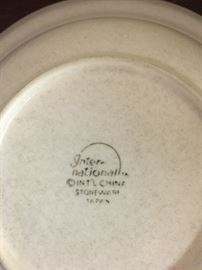 Inter-
national
© INT'L CHINA
STONEWARE
JAPAN